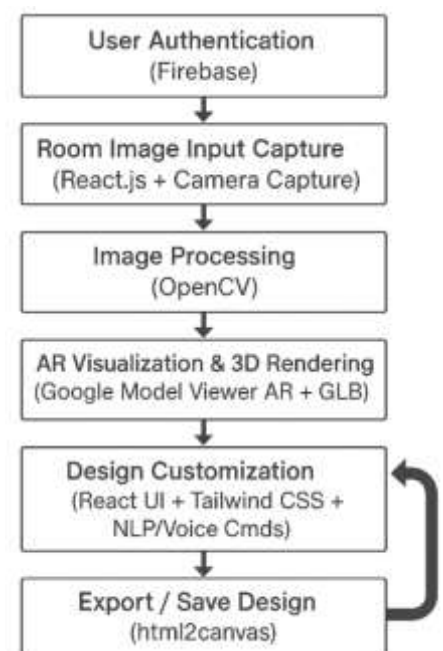 User Authentication
(Firebase)
Room Image Input Capture
(React.js + Camera Capture)
Image Processing
(OpenCV)
AR Visualization & 3D Rendering
(Google Model Viewer AR + GLB)
Design Customization
(React UI + Tailwind CSS +
NLP/Voice Cmds)
Export / Save Design
(html2canvas)